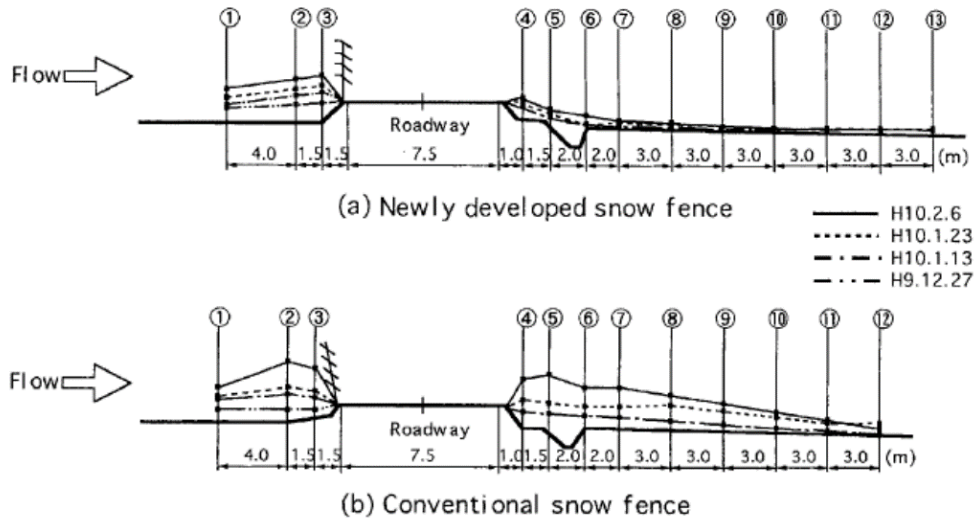 ① ② ③ ④ ⑤ ⑥ ⑦ ⑧ ⑨ ⑩ ⑪ ⑫ ⑬
Flow
Roadway
4.0 1.5 1.5 7.5 1.0 1.5 2.0 2.0 3.0 3.0 3.0 3.0 3.0 3.0 (m)
(a) Newly developed snow fence
H10.2.6
H10.1.23
H10.1.13
H9.12.27
① ② ③ ④ ⑤ ⑥ ⑦ ⑧ ⑨ ⑩ ⑪ ⑫
Flow
Roadway
4.0 1.5 1.5 7.5 1.0 1.5 2.0 2.0 3.0 3.0 3.0 3.0 3.0 (m)
(b) Conventional snow fence